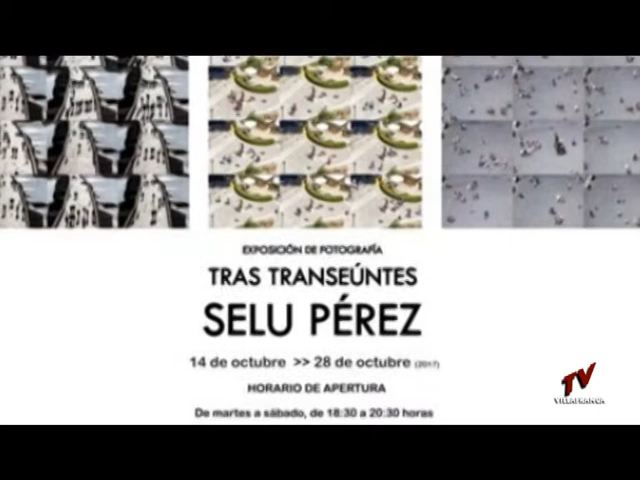 EXPOSICIÓN DE FOTOGRAFÍA
TRAS TRANSEÚNTES
SELU PÉREZ
14 de octubre >> 28 de octubre (2017)
HORARIO DE APERTURA
De martes a sábado, de 18:30 a 20:30 horas
TV
VILLAFRANCA